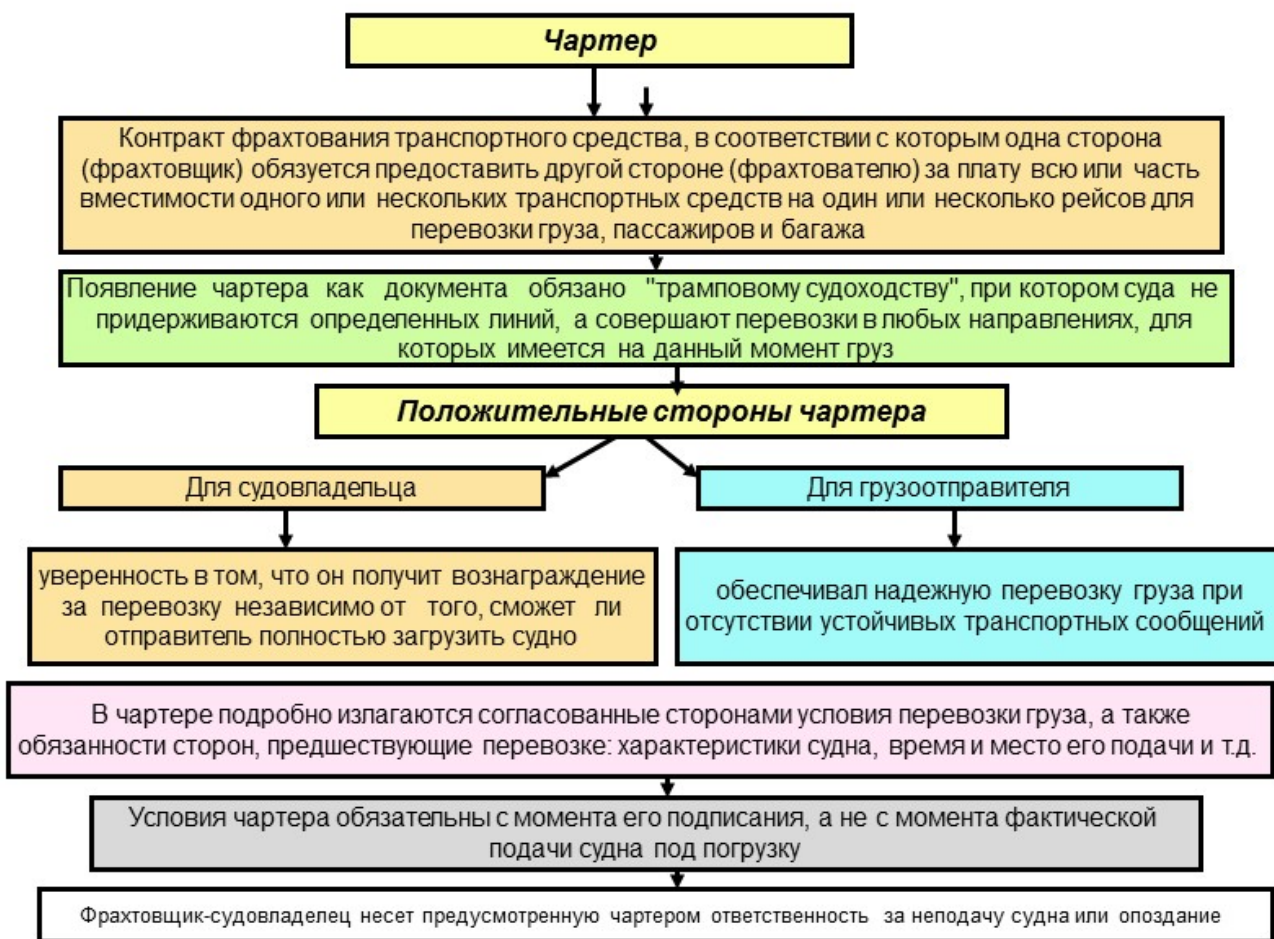 Чартер
Контракт фрахтования транспортного средства, в соответствии с которым одна сторона
(фрахтовщик) обязуется предоставить другой стороне (фрахтователю) за плату всю или часть
вместимости одного или нескольких транспортных средств на один или несколько рейсов для
перевозки груза, пассажиров и багажа
Появление чартера как документа обязано "трамповому судоходству", при котором суда не
придерживаются определенных линий, а совершают перевозки в любых направлениях, для
которых имеется на данный момент груз
Положительные стороны чартера
Для судовладельца
Для грузоотправителя
уверенность в том, что он получит вознаграждение
за перевозку независимо от того, сможет ли
отправитель полностью загрузить судно
обеспечивал надежную перевозку груза при
отсутствии устойчивых транспортных сообщений
В чартере подробно излагаются согласованные сторонами условия перевозки груза, а также
обязанности сторон, предшествующие перевозке: характеристики судна, время и место его подачи и т.д.
Условия чартера обязательны с момента его подписания, а не с момента фактической
подачи судна под погрузку
Фрахтовщик-судовладелец несет предусмотренную чартером ответственность за неподачу судна или опоздание